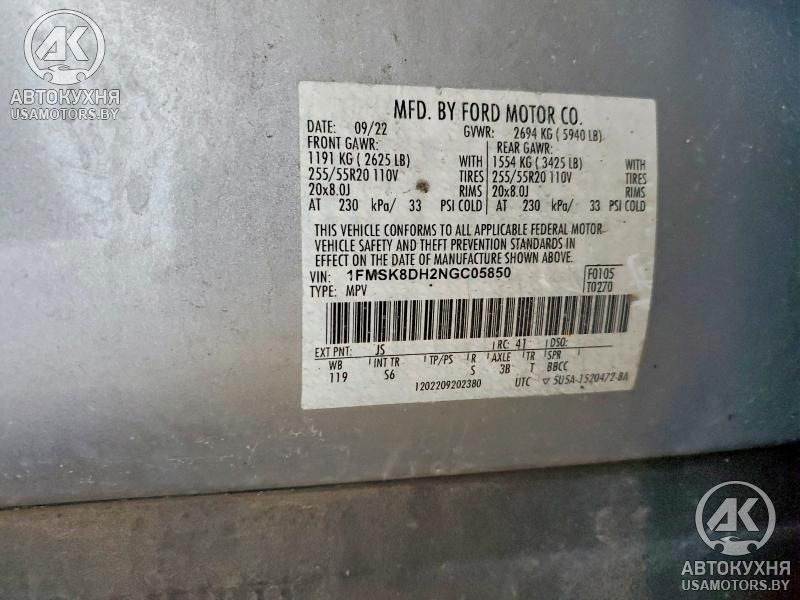 AK
АВТОКУХНЯ
USAMOTORS.BY
MFD. BY FORD MOTOR CO.
DATE: 09/22 GVWR: 2694 KG ( 5940 LB)
FRONT GAWR: REAR GAWR:
1191 KG ( 2625 LB) WITH 1554 KG ( 3425 LB) WITH
255/55R20 110V TIRES 255/55R20 110V TIRES
20x8.0J RIMS 20x8.0J RIMS
AT 230 kPa/ 33 PSI COLD AT 230 kPa/ 33 PSI COLD
THIS VEHICLE CONFORMS TO ALL APPLICABLE FEDERAL MOTOR
VEHICLE SAFETY AND THEFT PREVENTION STANDARDS IN
EFFECT ON THE DATE OF MANUFACTURE SHOWN ABOVE.
VIN: 1FMSK8DH2NGC05850 F0105
TYPE: MPV T0270
EXT PNT: JS RC: 41 DSO:
WB INT TR TP/PS R AXLE TR SPR
119 S6 S 3B T BBCC
1202209202380 UTC ▽ 5U5A-1520472-BA
AK
АВТОКУХНЯ
USAMOTORS.BY